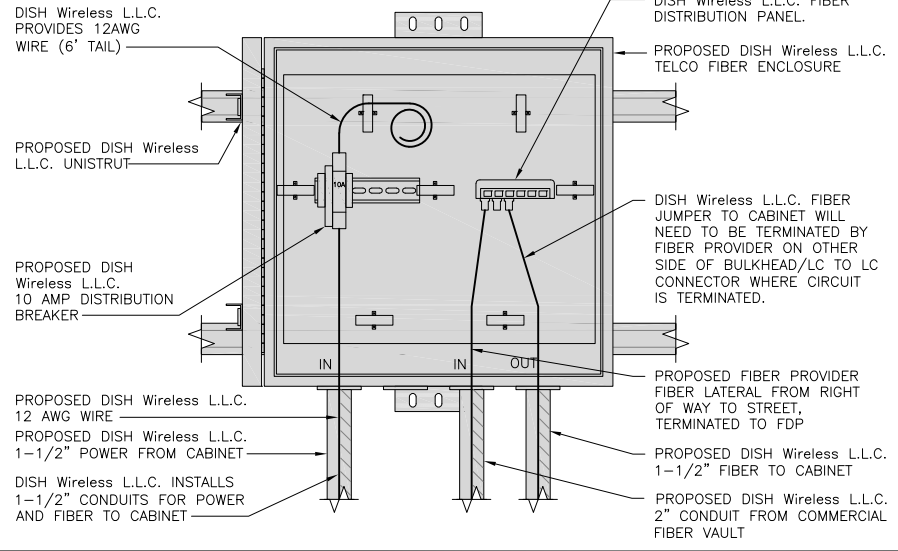 DISH Wireless L.L.C.
PROVIDES 12AWG
WIRE (6' TAIL)
PROPOSED DISH Wireless
L.L.C. UNISTRUT
PROPOSED DISH
Wireless L.L.C.
10 AMP DISTRIBUTION
BREAKER
PROPOSED DISH Wireless L.L.C.
12 AWG WIRE
PROPOSED DISH Wireless L.L.C.
1-1/2" POWER FROM CABINET
DISH Wireless L.L.C. INSTALLS
1-1/2" CONDUITS FOR POWER
AND FIBER TO CABINET
10A
IN
IN
OUT
DISH Wireless L.L.C. FIBER
DISTRIBUTION PANEL.
PROPOSED DISH Wireless L.L.C.
TELCO FIBER ENCLOSURE
DISH Wireless L.L.C. FIBER
JUMPER TO CABINET WILL
NEED TO BE TERMINATED BY
FIBER PROVIDER ON OTHER
SIDE OF BULKHEAD/LC TO LC
CONNECTOR WHERE CIRCUIT
IS TERMINATED.
PROPOSED FIBER PROVIDER
FIBER LATERAL FROM RIGHT
OF WAY TO STREET,
TERMINATED TO FDP
PROPOSED DISH Wireless L.L.C.
1-1/2" FIBER TO CABINET
PROPOSED DISH Wireless L.L.C.
2" CONDUIT FROM COMMERCIAL
FIBER VAULT